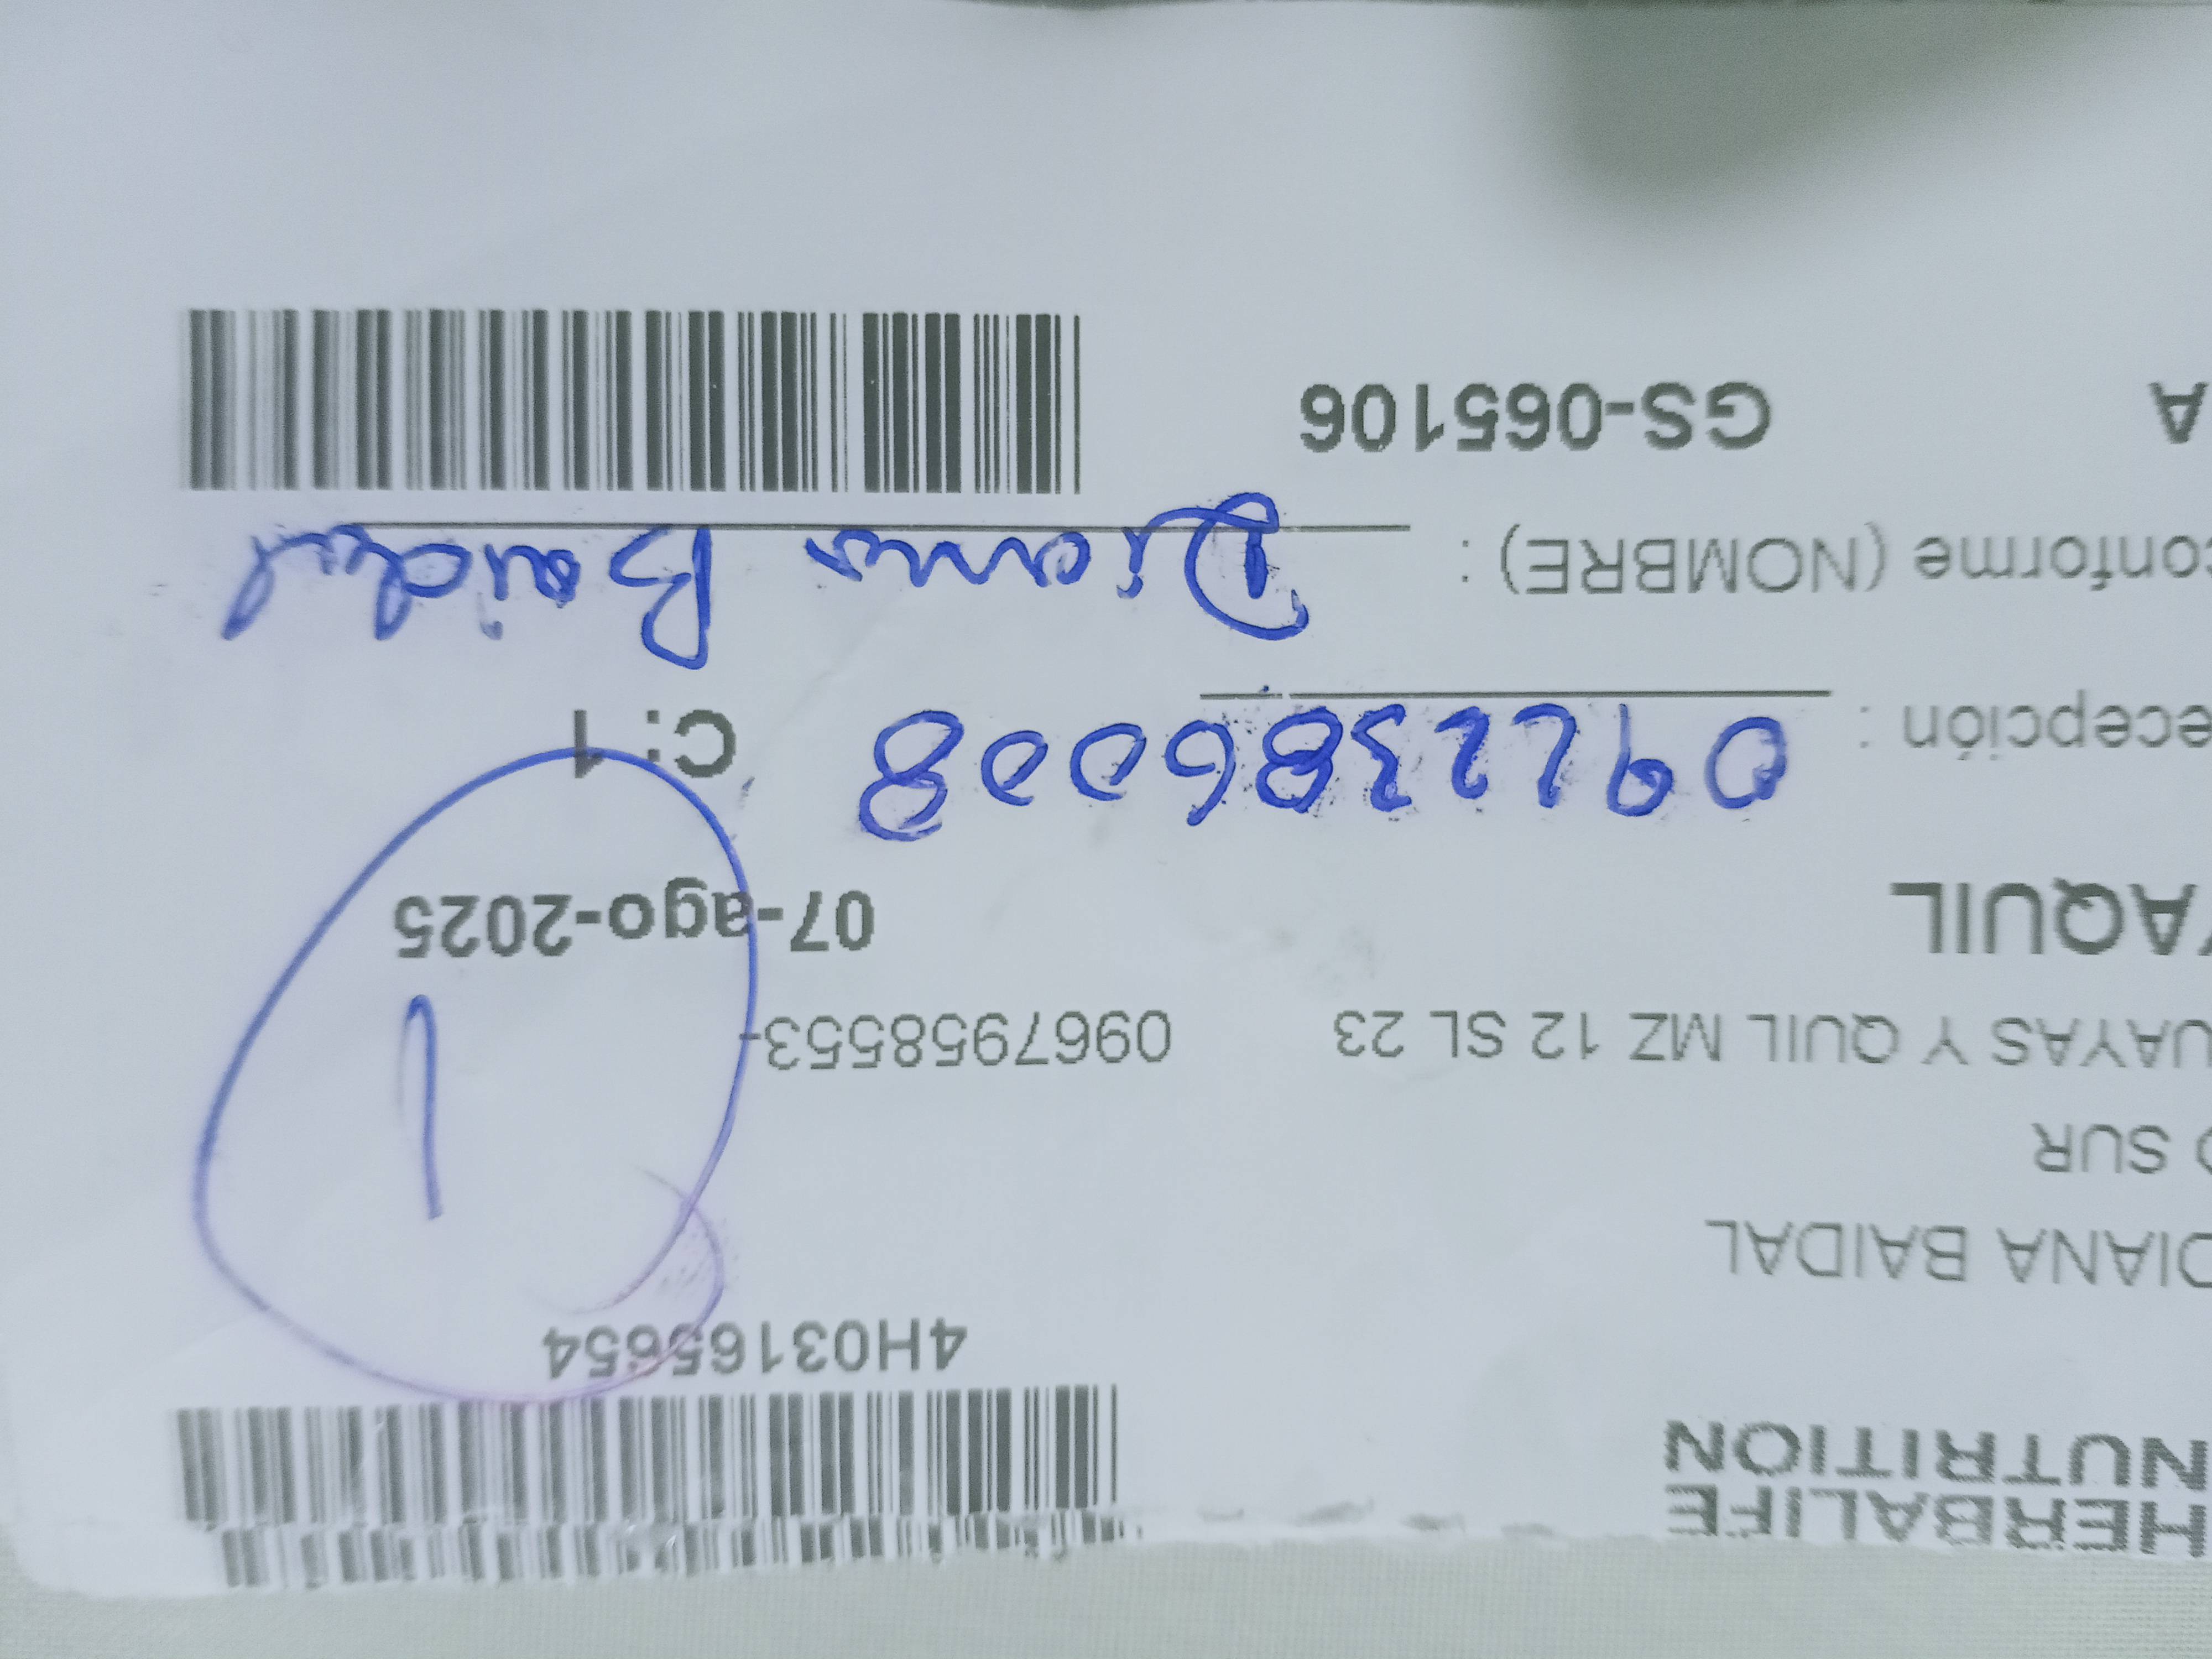 HERBALIFE
NUTRITION
4H03165654
DIANA BAIDAL
SUR
UAYAS Y QUIL MZ 12 SL 23 0967958553-
1
AQUIL 07-ago-2025
ecepción : 0922386008 C: 1
onforme (NOMBRE) : Diana Baidal
A GS-065106